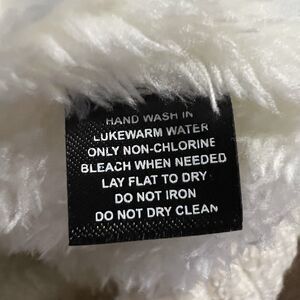 HAND WASH IN
LUKEWARM WATER
ONLY NON-CHLORINE
BLEACH WHEN NEEDED
LAY FLAT TO DRY
DO NOT IRON
DO NOT DRY CLEAN